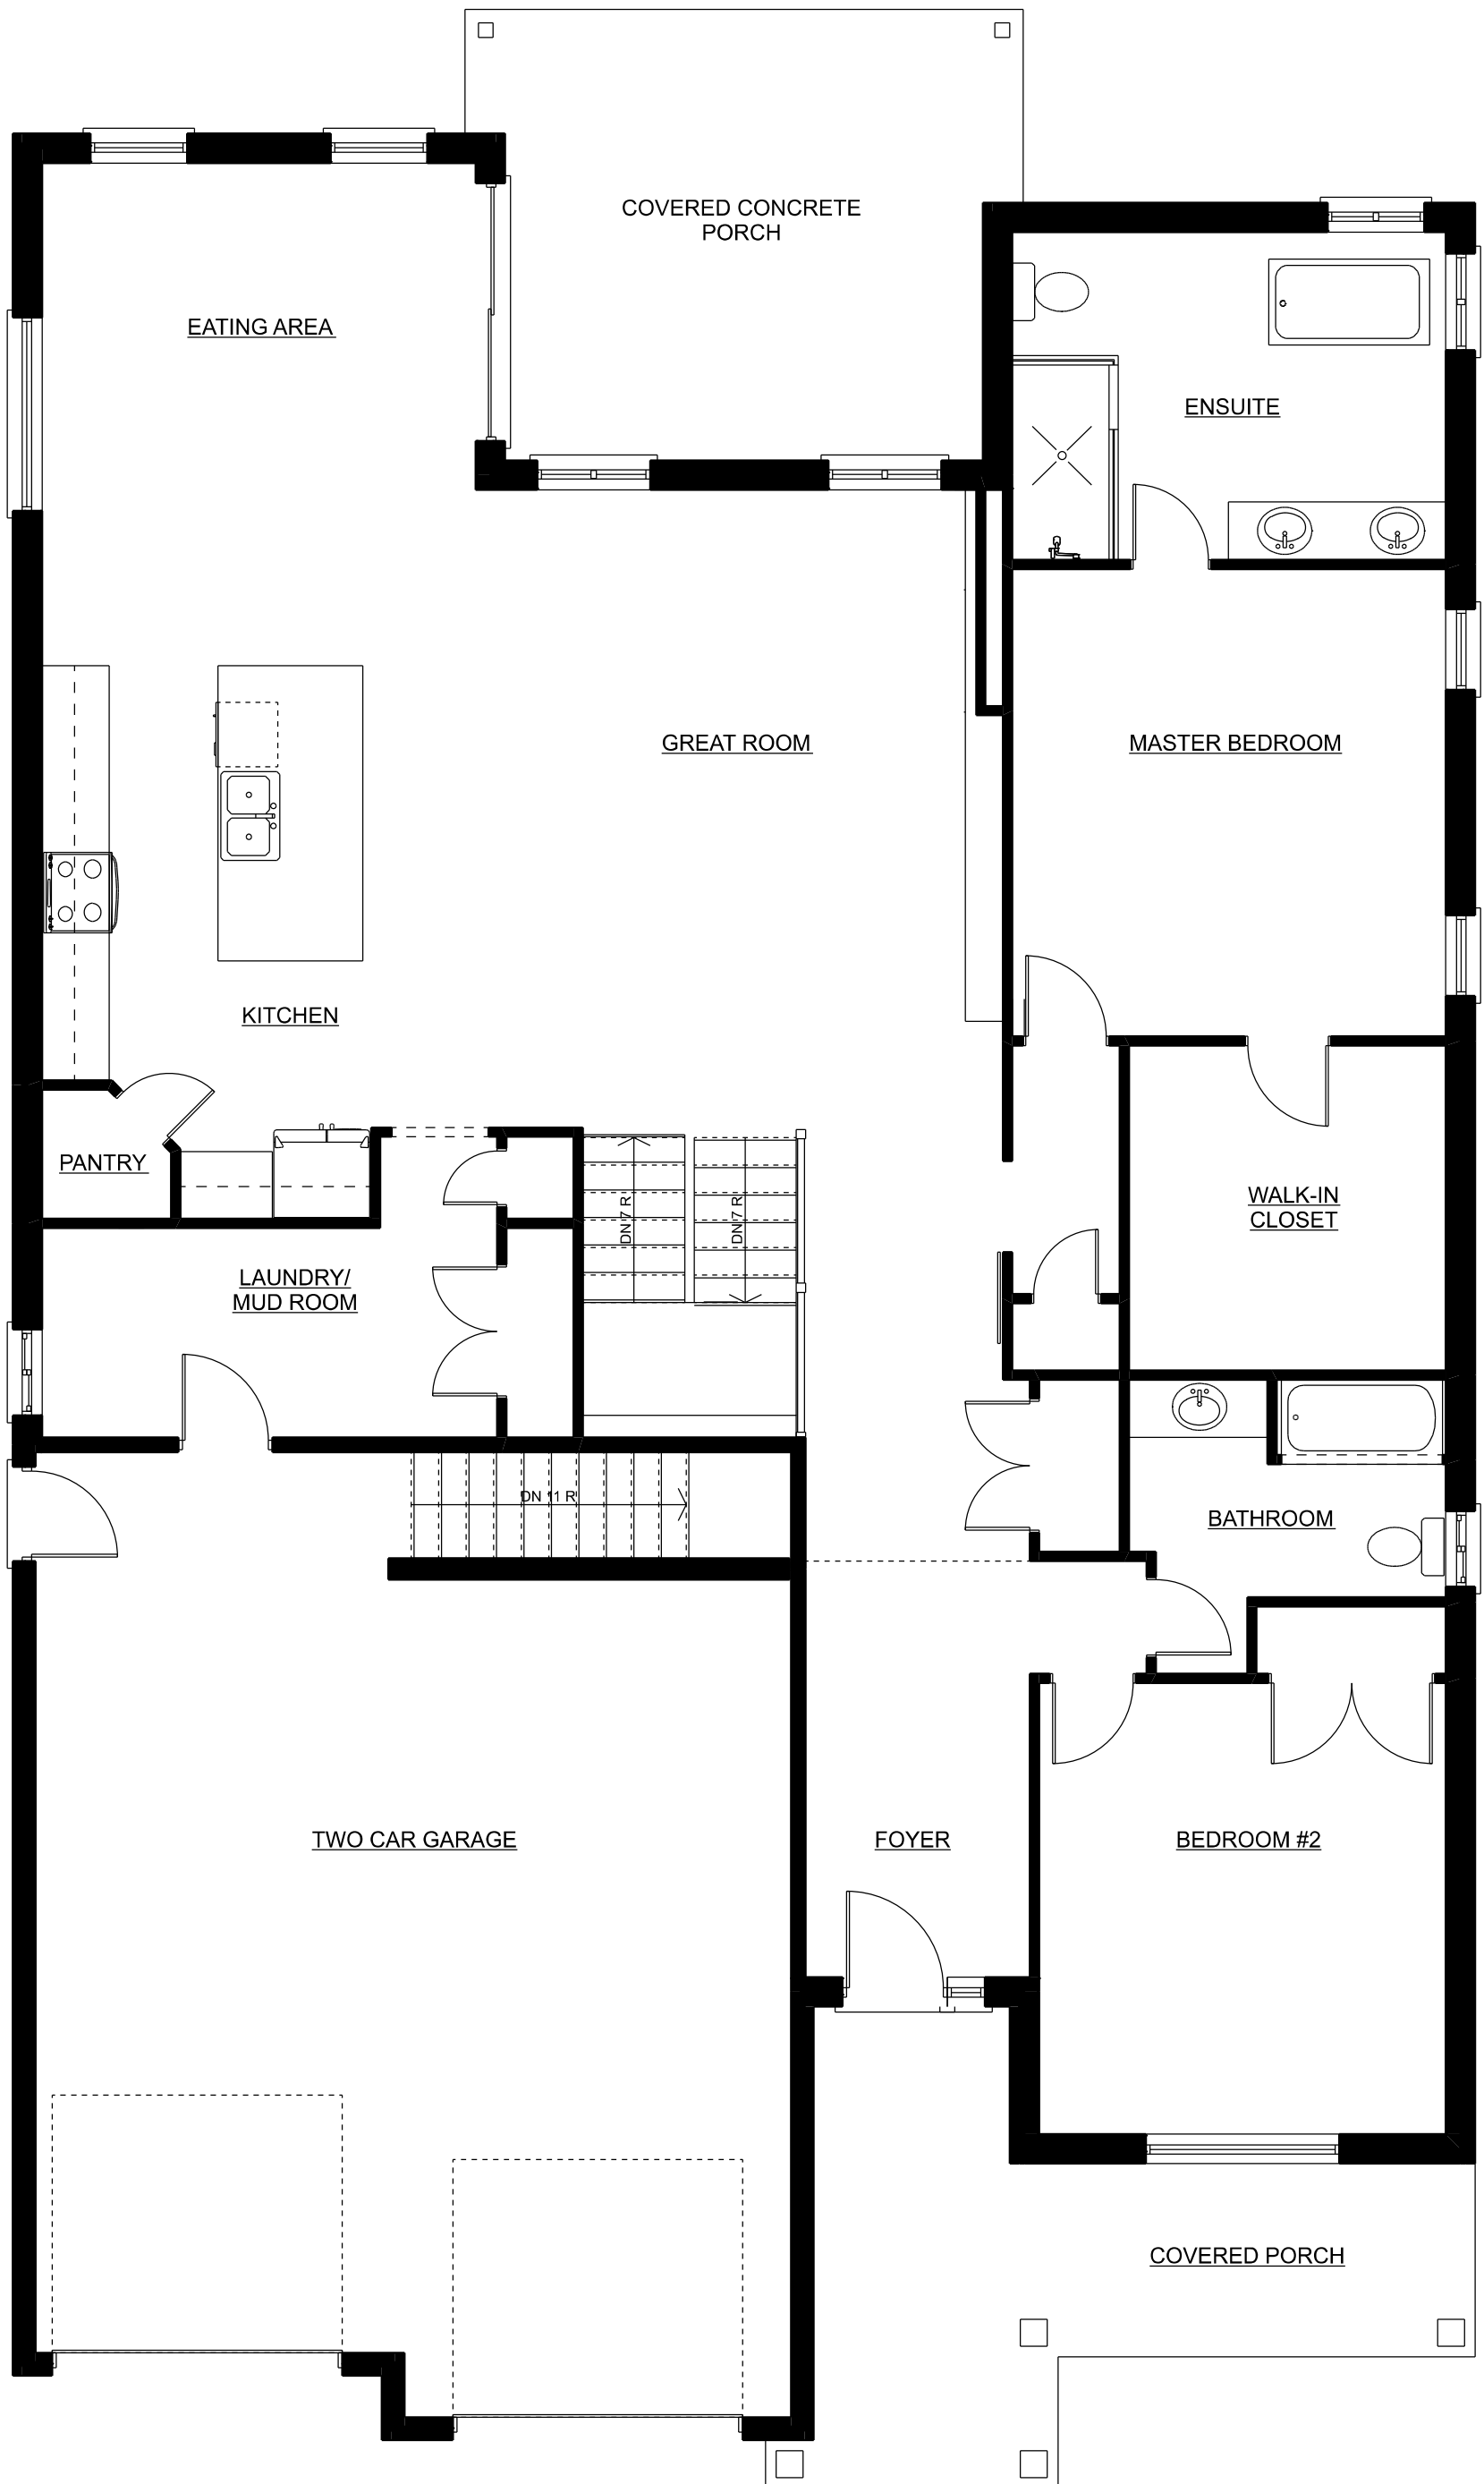 COVERED CONCRETE
PORCH
EATING AREA
ENSUITE
GREAT ROOM
MASTER BEDROOM
KITCHEN
PANTRY
WALK-IN
CLOSET
DN 7 R
DN 7 R
LAUNDRY/
MUD ROOM
DN 11 R
BATHROOM
TWO CAR GARAGE
FOYER
BEDROOM #2
COVERED PORCH